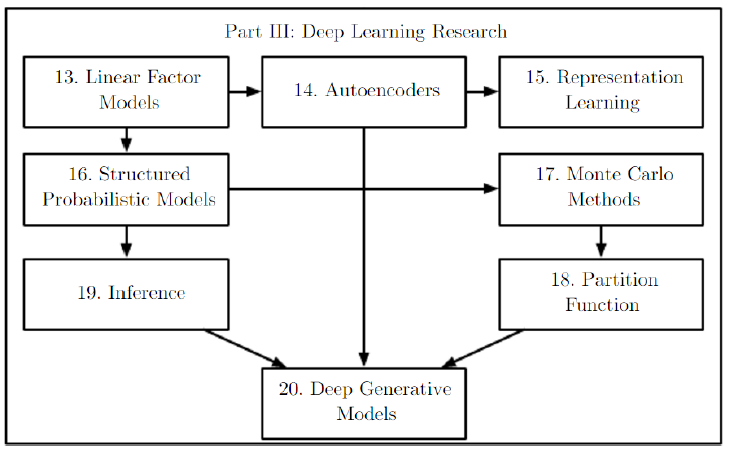 Part III: Deep Learning Research
13. Linear Factor
Models
14. Autoencoders
15. Representation
Learning
16. Structured
Probabilistic Models
17. Monte Carlo
Methods
19. Inference
18. Partition
Function
20. Deep Generative
Models